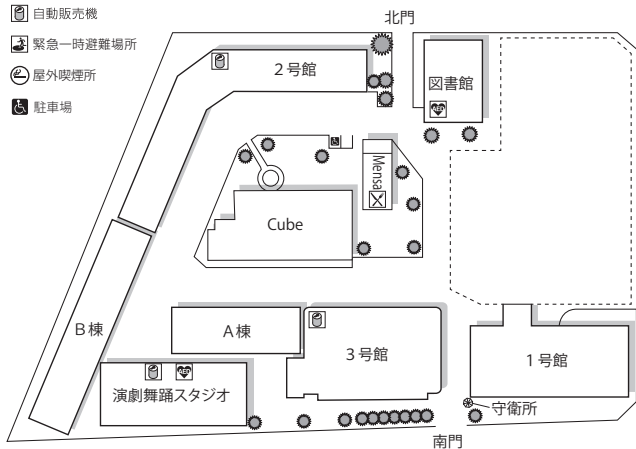 自動販売機
緊急一時避難場所
屋外喫煙所
駐車場
北門
2号館
図書館
AED
Mensa
Cube
B棟
A棟
3号館
1号館
AED
演劇舞踊スタジオ
守衛所
南門